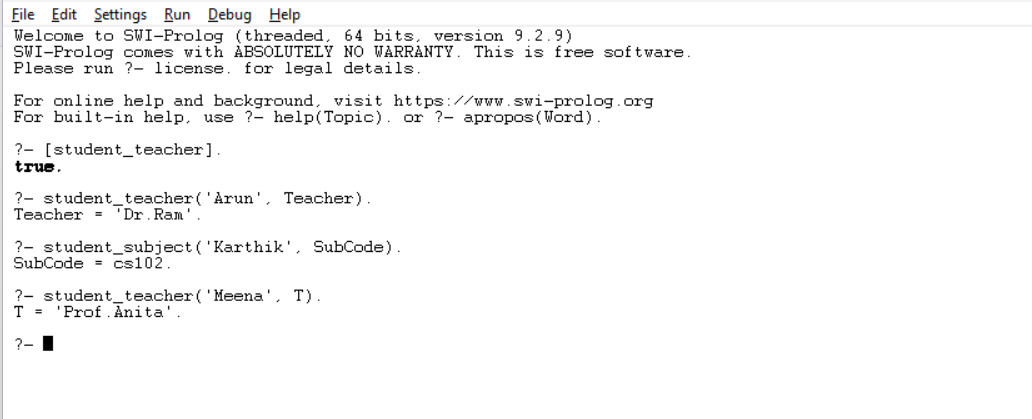 File Edit Settings Run Debug Help
Welcome to SWI-Prolog (threaded, 64 bits, version 9.2.9)
SWI-Prolog comes with ABSOLUTELY NO WARRANTY. This is free software.
Please run ?- license. for legal details.
For online help and background, visit https://www.swi-prolog.org
For built-in help, use ?- help(Topic). or ?- apropos(Word).
?- [student_teacher].
true.
?- student_teacher('Arun', Teacher).
Teacher = 'Dr.Ram'.
?- student_subject('Karthik', SubCode).
SubCode = cs102.
?- student_teacher('Meena', T).
T = 'Prof.Anita'.
?-